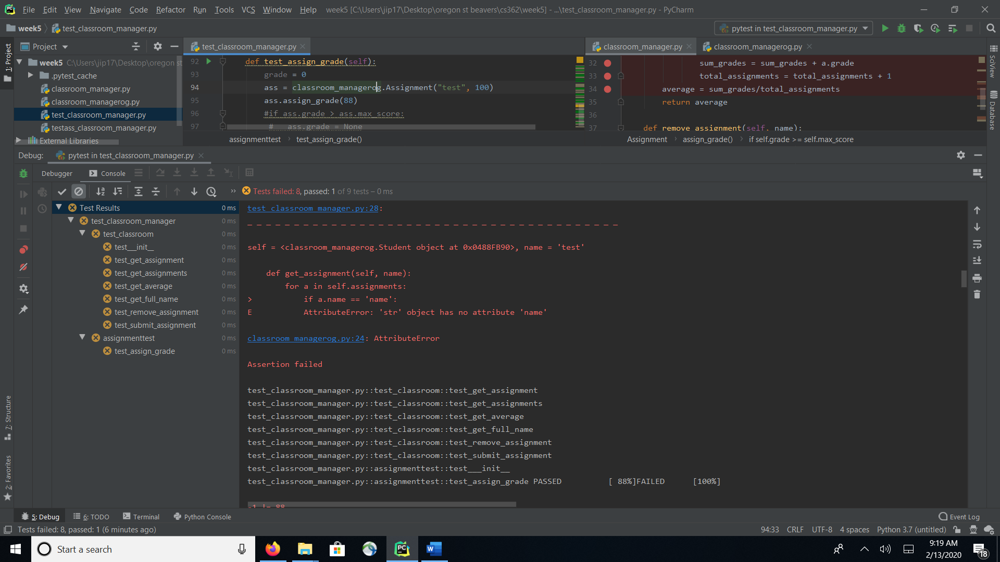 File Edit View Navigate Code Refactor Run Tools VCS Window Help week5 [C:\Users\jip17\Desktop\oregon st beavers\cs362\week5] - ...\test_classroom_manager.py - PyCharm
week5 test_classroom_manager.py
pytest in test_classroom_manager.py
1: Project
Project
week5 C:\Users\jip17\Desktop\oregon st
.pytest_cache
classroom_manager.py
classroom_managerog.py
test_classroom_manager.py
testass_classroom_manager.py
External Libraries
test_classroom_manager.py
92 def test_assign_grade(self):
93 grade = 0
94 ass = classroom_managerog.Assignment("test", 100)
95 ass.assign_grade(88)
96 #if ass.grade > ass.max_score:
97 # ass.grade = None
assignmenttest test_assign_grade()
classroom_manager.py classroom_managerog.py
32 sum_grades = sum_grades + a.grade
33 total_assignments = total_assignments + 1
34 average = sum_grades/total_assignments
35 return average
36
37 def remove_assignment(self, name):
Assignment assign_grade() if self.grade >= self.max_score
SciView
Database
Debug: pytest in test_classroom_manager.py
Debugger Console
Tests failed: 8, passed: 1 of 9 tests – 0 ms
Test Results 0 ms
test_classroom_manager 0 ms
test_classroom 0 ms
test__init__ 0 ms
test_get_assignment 0 ms
test_get_assignments 0 ms
test_get_average 0 ms
test_get_full_name 0 ms
test_remove_assignment 0 ms
test_submit_assignment 0 ms
assignmenttest 0 ms
test_assign_grade 0 ms
test_classroom_manager.py:28:
_ _ _ _ _ _ _ _ _ _ _ _ _ _ _ _ _ _ _ _ _ _ _ _ _ _ _ _ _ _ _ _ _ _ _ _ _ _ _ _
self = <classroom_managerog.Student object at 0x0488FB90>, name = 'test'
def get_assignment(self, name):
for a in self.assignments:
> if a.name == 'name':
E AttributeError: 'str' object has no attribute 'name'
classroom_managerog.py:24: AttributeError
Assertion failed
test_classroom_manager.py::test_classroom::test_get_assignment
test_classroom_manager.py::test_classroom::test_get_assignments
test_classroom_manager.py::test_classroom::test_get_average
test_classroom_manager.py::test_classroom::test_get_full_name
test_classroom_manager.py::test_classroom::test_remove_assignment
test_classroom_manager.py::test_classroom::test_submit_assignment
test_classroom_manager.py::assignmenttest::test___init__
test_classroom_manager.py::assignmenttest::test_assign_grade PASSED [ 88%]FAILED [100%]
-1 != 88
7: Structure
2: Favorites
5: Debug 6: TODO Terminal Python Console Event Log
Tests failed: 8, passed: 1 (6 minutes ago) 94:33 CRLF UTF-8 4 spaces Python 3.7 (untitled)
Start a search
9:19 AM
2/13/2020
18